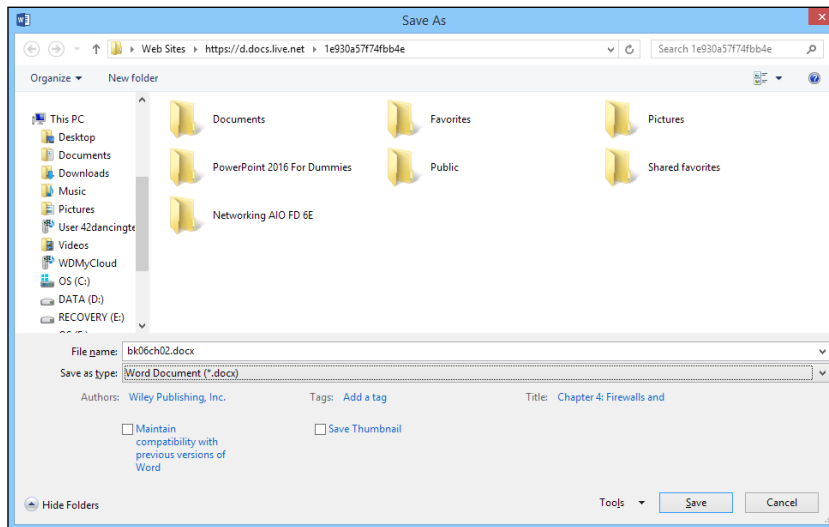 Save As
Web Sites ▸ https://d.docs.live.net ▸ 1e930a57f74fbb4e
Search 1e930a57f74fbb4e
Organize New folder
This PC
Desktop
Documents
Downloads
Music
Pictures
User 42dancingte
Videos
WDMyCloud
OS (C:)
DATA (D:)
RECOVERY (E:)
Documents Favorites Pictures
PowerPoint 2016 For Dummies Public Shared favorites
Networking AIO FD 6E
File name: bk06ch02.docx
Save as type: Word Document (*.docx)
Authors: Wiley Publishing, Inc. Tags: Add a tag Title: Chapter 4: Firewalls and
Maintain
compatibility with
previous versions of
Word
Save Thumbnail
Hide Folders Tools Save Cancel